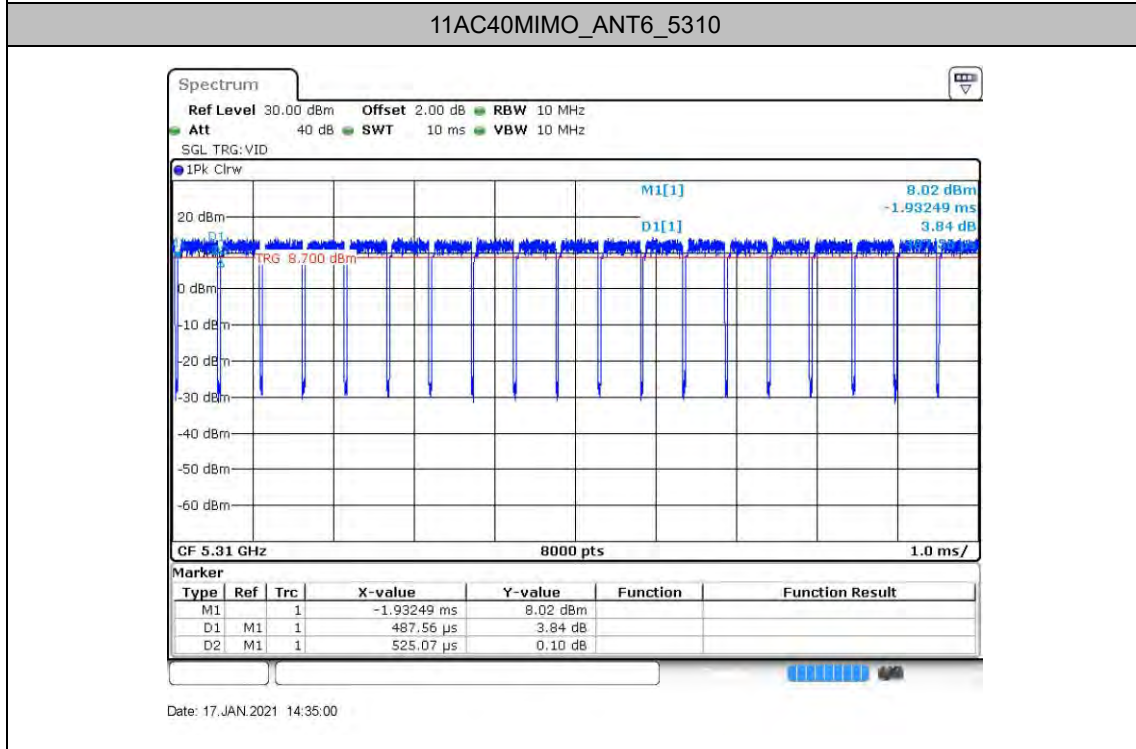 11AC40MIMO_ANT6_5310
Spectrum
Ref Level 30.00 dBm Offset 2.00 dB RBW 10 MHz
Att 40 dB SWT 10 ms VBW 10 MHz
SGL TRG:VID
1Pk Clrw
M1[1] 8.02 dBm
-1.93249 ms
20 dBm
D1[1] 3.84 dB
D1
TRG 8.700 dBm
0 dBm
-10 dBm
-20 dBm
-30 dBm
-40 dBm
-50 dBm
-60 dBm
CF 5.31 GHz 8000 pts 1.0 ms/
Marker
Type Ref Trc X-value Y-value Function Function Result
M1 1 -1.93249 ms 8.02 dBm
D1 M1 1 487.56 µs 3.84 dB
D2 M1 1 525.07 µs 0.10 dB
Date: 17.JAN.2021 14:35:00